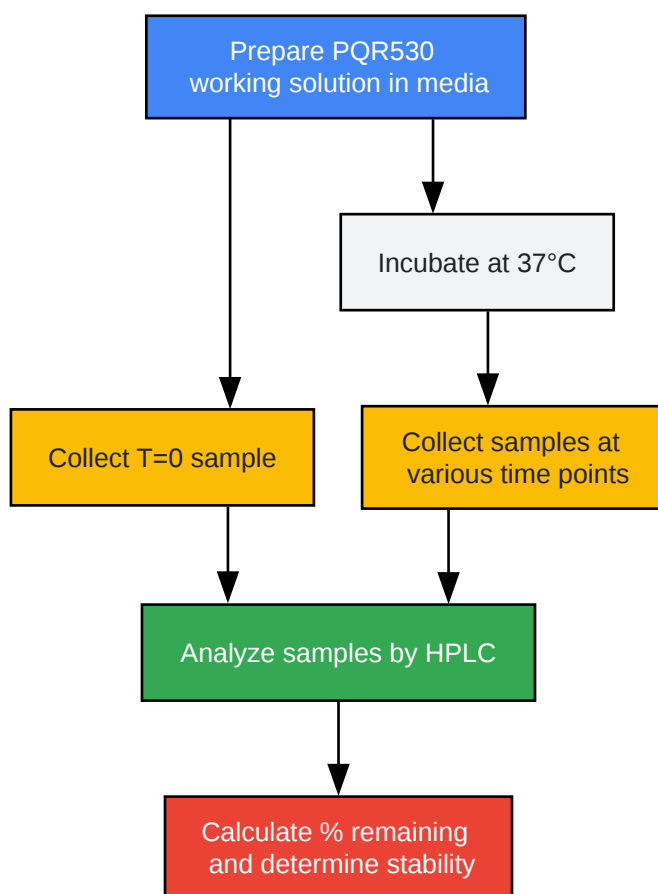 Prepare PQR530
working solution in media
Incubate at 37°C
Collect T=0 sample
Collect samples at
various time points
Analyze samples by HPLC
Calculate % remaining
and determine stability